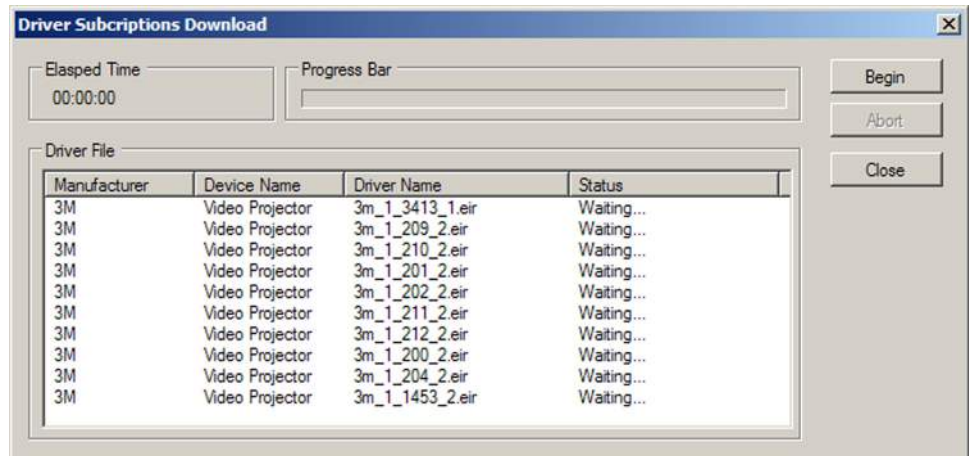 Driver Subcriptions Download
Elasped Time
Progress Bar
00:00:00
Begin
Abort
Close
Driver File
Manufacturer Device Name Driver Name Status
3M Video Projector 3m_1_3413_1.eir Waiting...
3M Video Projector 3m_1_209_2.eir Waiting...
3M Video Projector 3m_1_210_2.eir Waiting...
3M Video Projector 3m_1_201_2.eir Waiting...
3M Video Projector 3m_1_202_2.eir Waiting...
3M Video Projector 3m_1_211_2.eir Waiting...
3M Video Projector 3m_1_212_2.eir Waiting...
3M Video Projector 3m_1_200_2.eir Waiting...
3M Video Projector 3m_1_204_2.eir Waiting...
3M Video Projector 3m_1_1453_2.eir Waiting...